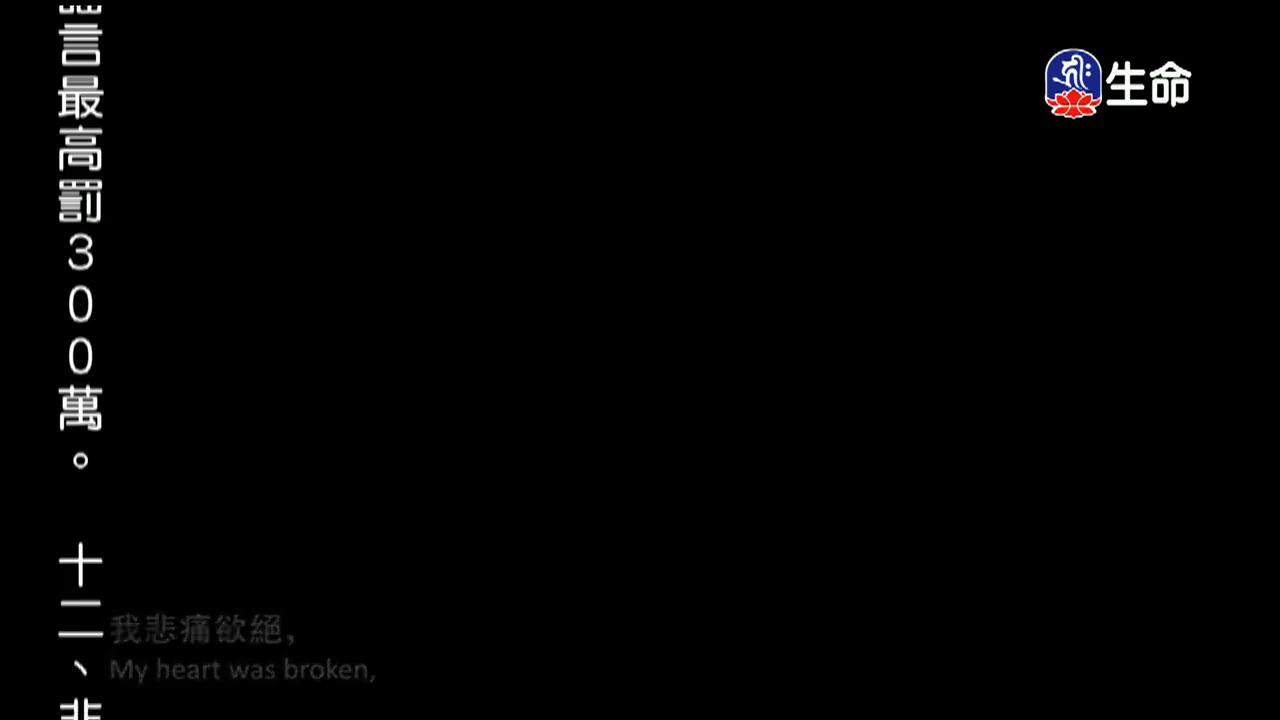 言最高罰３００萬。 十二、
生命
我悲痛欲絕，
My heart was broken,